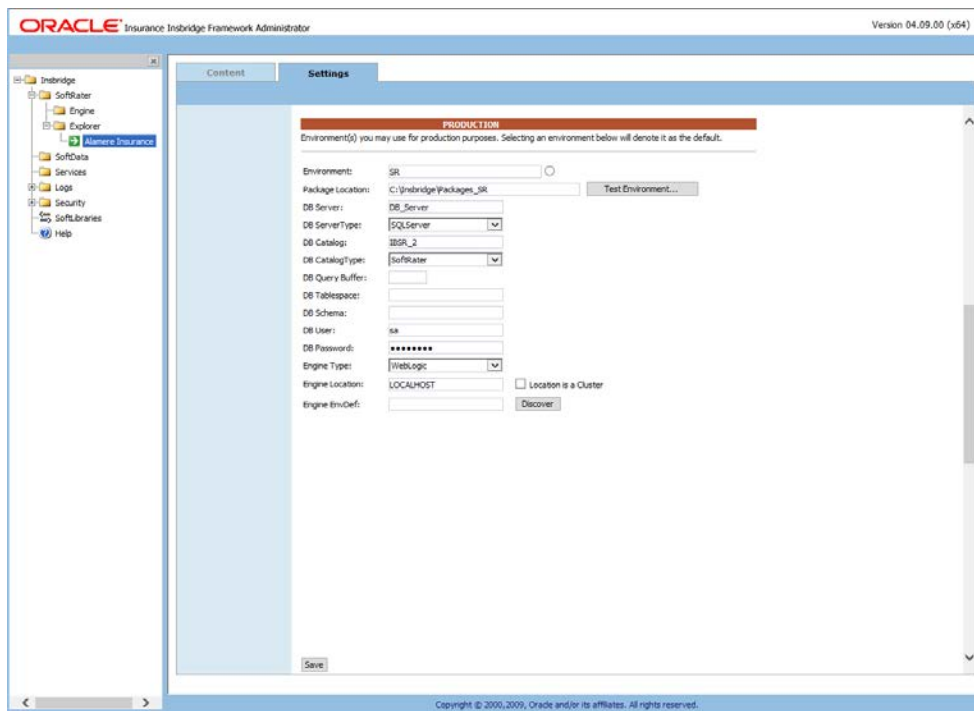 ORACLE Insurance Insbridge Framework Administrator
Version 04.09.00 (x64)
Insbridge
SoftRater
Engine
Explorer
Alamere Insurance
SoftData
Services
Logs
Security
SoftLibraries
Help
Content
Settings
PRODUCTION
Environment(s) you may use for production purposes. Selecting an environment below will denote it as the default.
Environment: SR
Package Location: C:\Insbridge\Packages_SR Test Environment...
DB Server: DB_Server
DB ServerType: SQLServer
DB Catalog: IBSR_2
DB CatalogType: SoftRater
DB Query Buffer:
DB Tablespace:
DB Schema:
DB User: sa
DB Password: ●●●●●●●●
Engine Type: WebLogic
Engine Location: LOCALHOST Location is a Cluster
Engine EnvDef: Discover
Save
Copyright © 2000,2009, Oracle and/or its affiliates. All rights reserved.